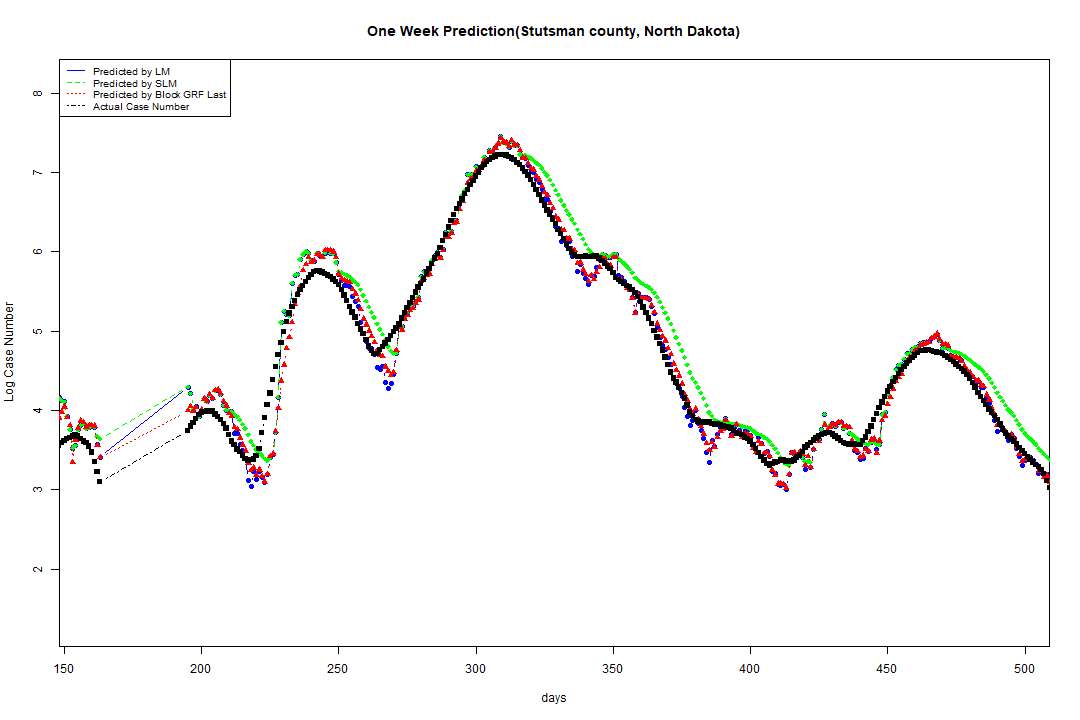 One Week Prediction(Stutsman county, North Dakota)
Predicted by LM
Predicted by SLM
Predicted by Block GRF Last
Actual Case Number
Log Case Number
8
7
6
5
4
3
2
150 200 250 300 350 400 450 500
days